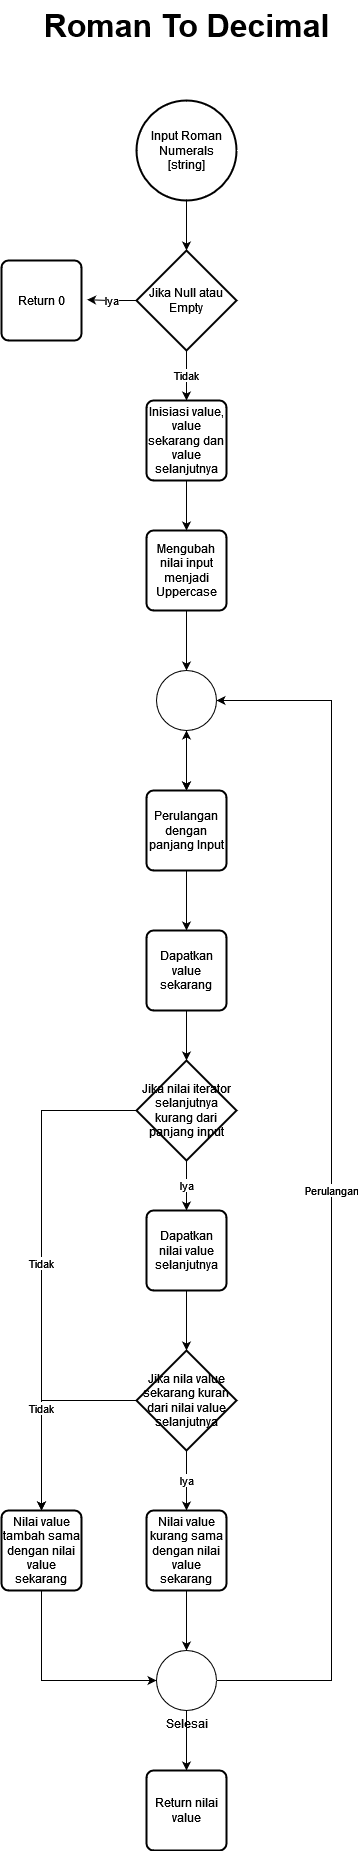 Roman To Decimal
Input Roman
Numerals
[string]
Jika Null atau
Empty
Iya
Return 0
Tidak
Inisiasi value,
value
sekarang dan
value
selanjutnya
Mengubah
nilai input
menjadi
Uppercase
Perulangan
dengan
panjang Input
Dapatkan
value
sekarang
Jika nilai iterator
selanjutnya
kurang dari
panjang input
Iya
Perulangan
Dapatkan
nilai value
selanjutnya
Tidak
Jika nila value
sekarang kuran
dari nilai value
selanjutnya
Tidak
Iya
Nilai value
tambah sama
dengan nilai
value
sekarang
Nilai value
kurang sama
dengan nilai
value
sekarang
Selesai
Return nilai
value